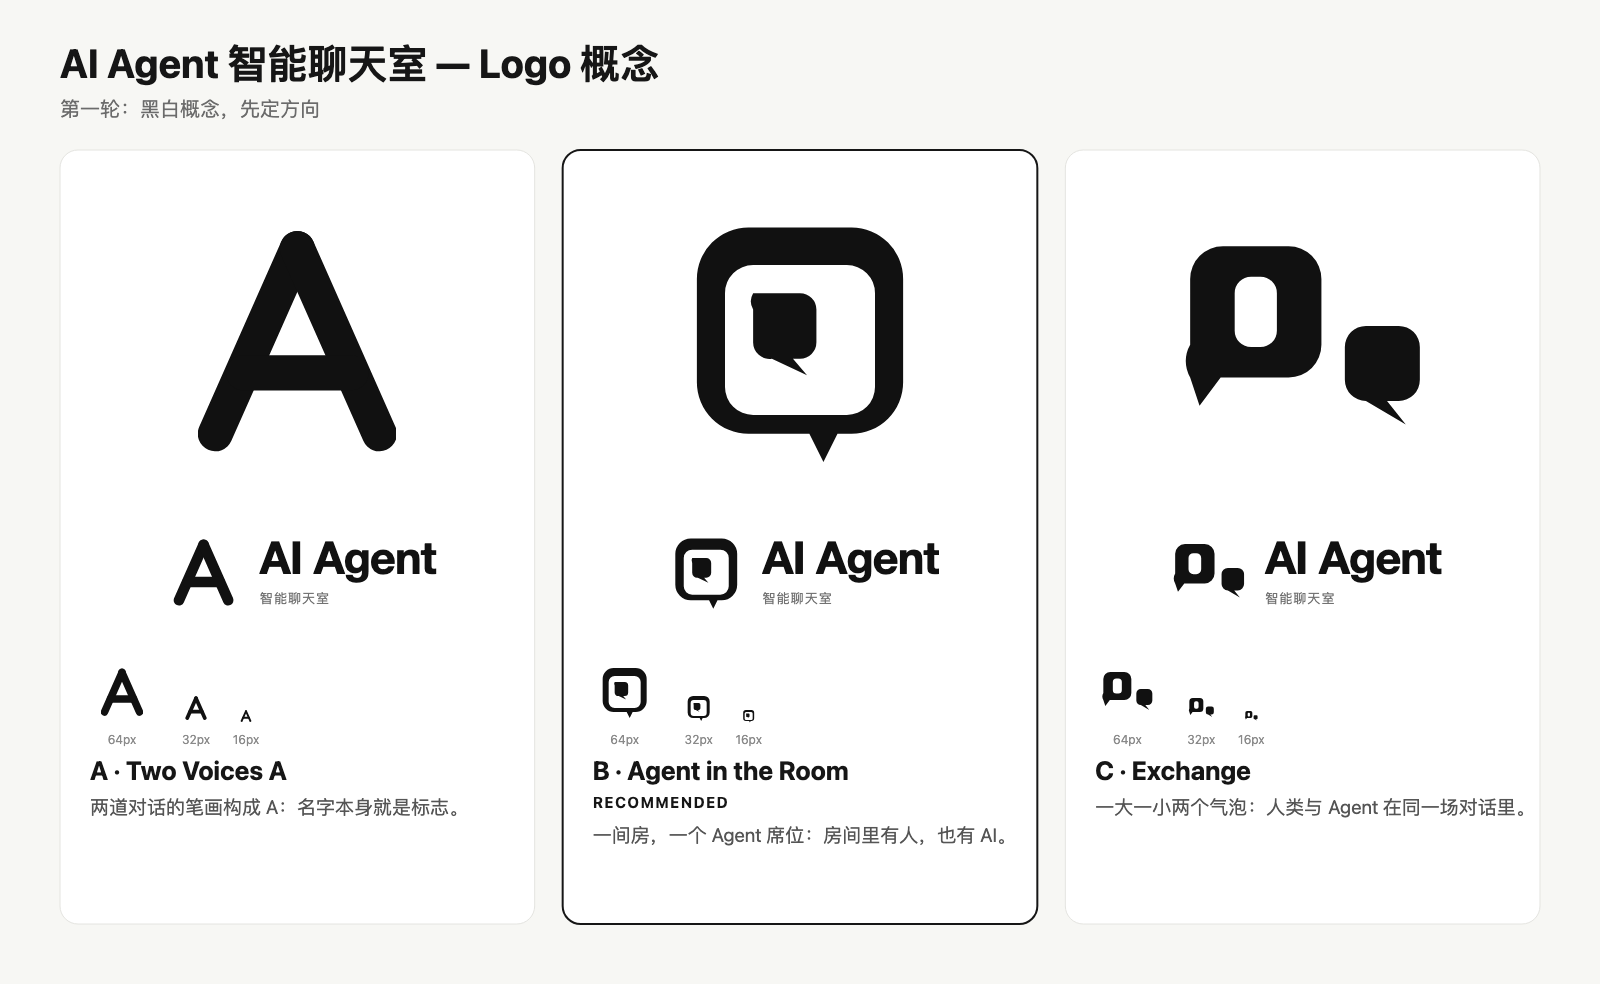 AI Agent 智能聊天室 — Logo 概念
第一轮：黑白概念，先定方向
AI Agent
智能聊天室
64px 32px 16px
A · Two Voices A
两道对话的笔画构成 A：名字本身就是标志。
AI Agent
智能聊天室
64px 32px 16px
B · Agent in the Room
RECOMMENDED
一间房，一个 Agent 席位：房间里有人，也有 AI。
AI Agent
智能聊天室
64px 32px 16px
C · Exchange
一大一小两个气泡：人类与 Agent 在同一场对话里。